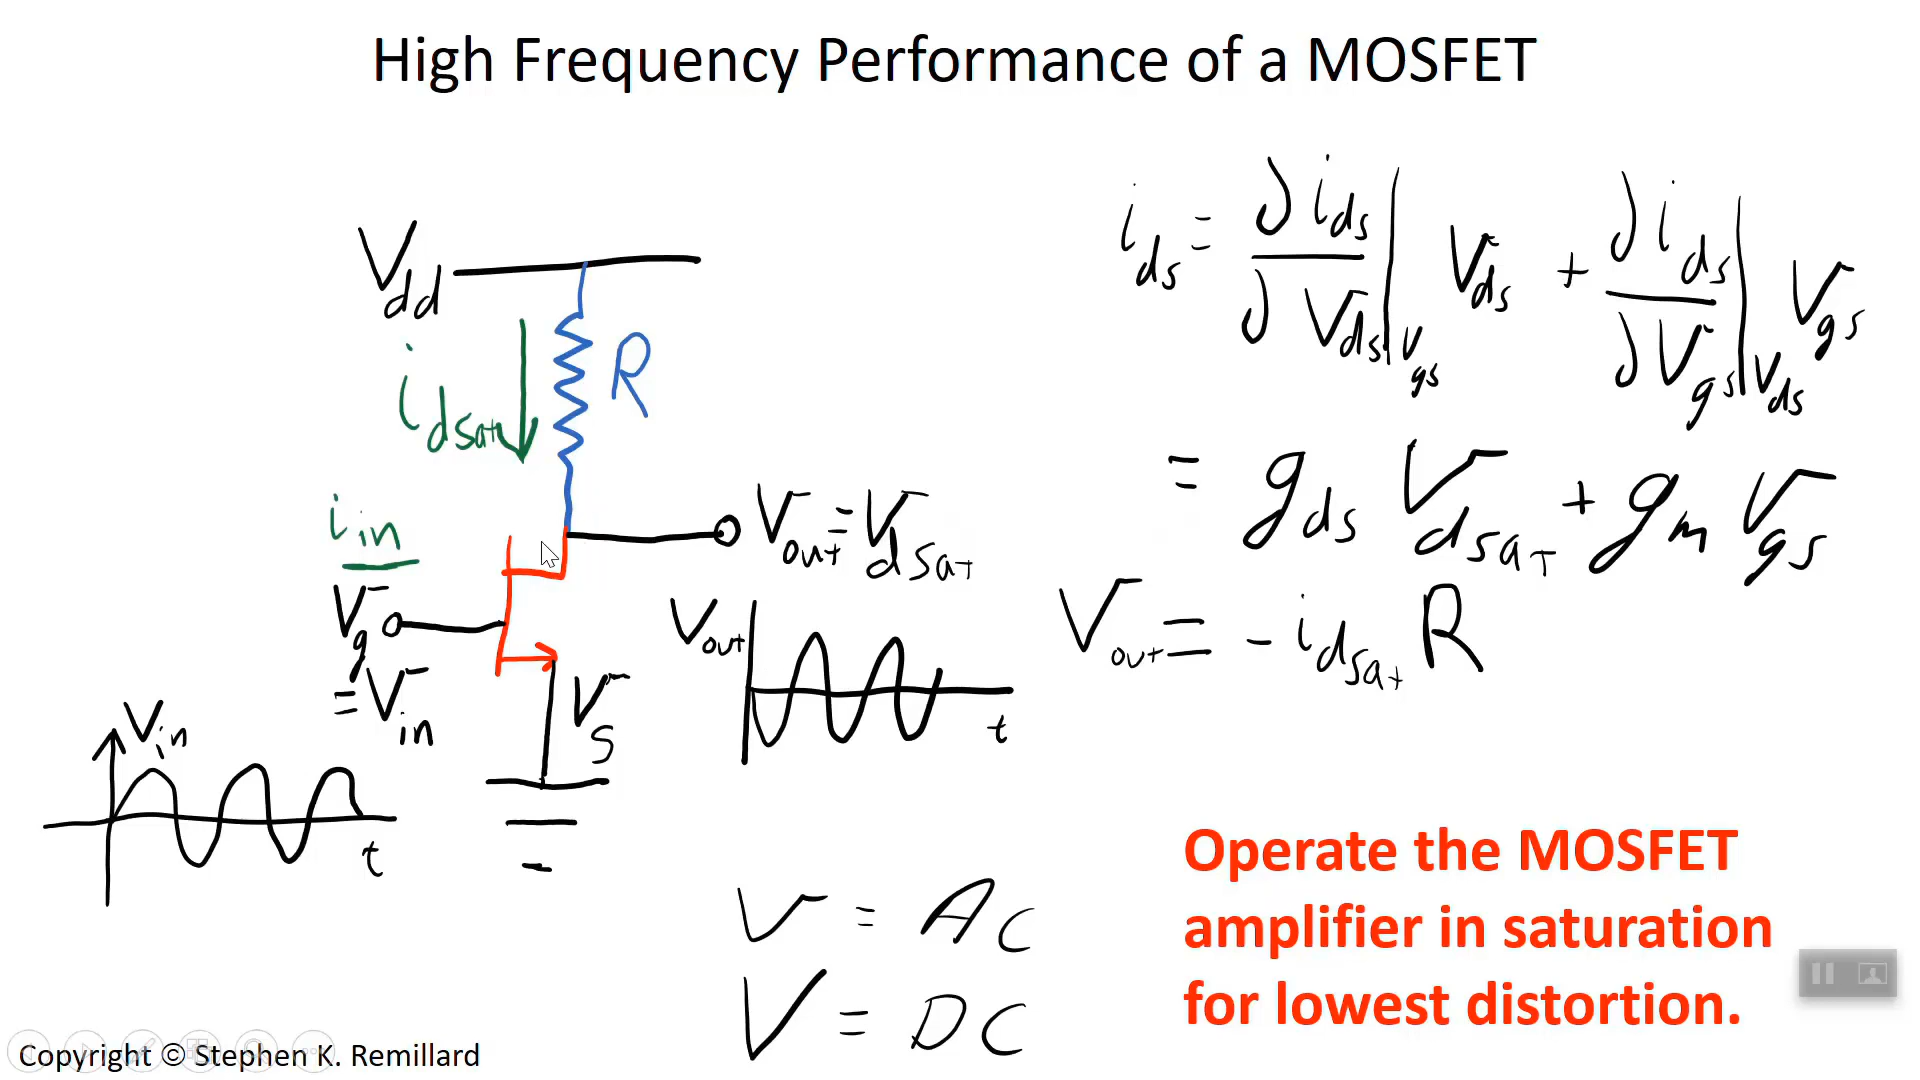 High Frequency Performance of a MOSFET
V_dd
i_dsat
R
i_in
V_g
= V_in
V_out = V_dsat
V_s
V_out
t
V_in
t
i_ds = ∂i_ds/∂V_ds|_V_gs V_ds + ∂i_ds/∂V_gs|_V_ds V_gs
= g_ds V_dsat + g_m V_gs
V_out = - i_dsat R
v = AC
V = DC
Operate the MOSFET
amplifier in saturation
for lowest distortion.
Copyright © Stephen K. Remillard